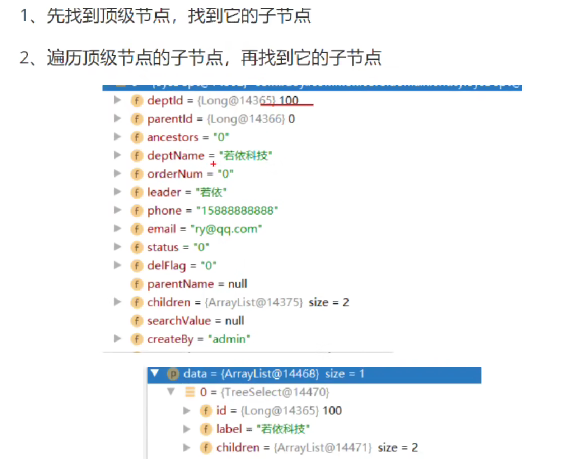 1、先找到顶级节点，找到它的子节点
2、遍历顶级节点的子节点，再找到它的子节点
f deptId = {Long@14365} 100
f parentId = {Long@14366} 0
f ancestors = "0"
f deptName = "若依科技"
f orderNum = "0"
f leader = "若依"
f phone = "15888888888"
f email = "ry@qq.com"
f status = "0"
f delFlag = "0"
f parentName = null
f children = {ArrayList@14375} size = 2
f searchValue = null
f createBy = "admin"
p data = {ArrayList@14468} size = 1
0 = {TreeSelect@14470}
f id = {Long@14365} 100
f label = "若依科技"
f children = {ArrayList@14471} size = 2